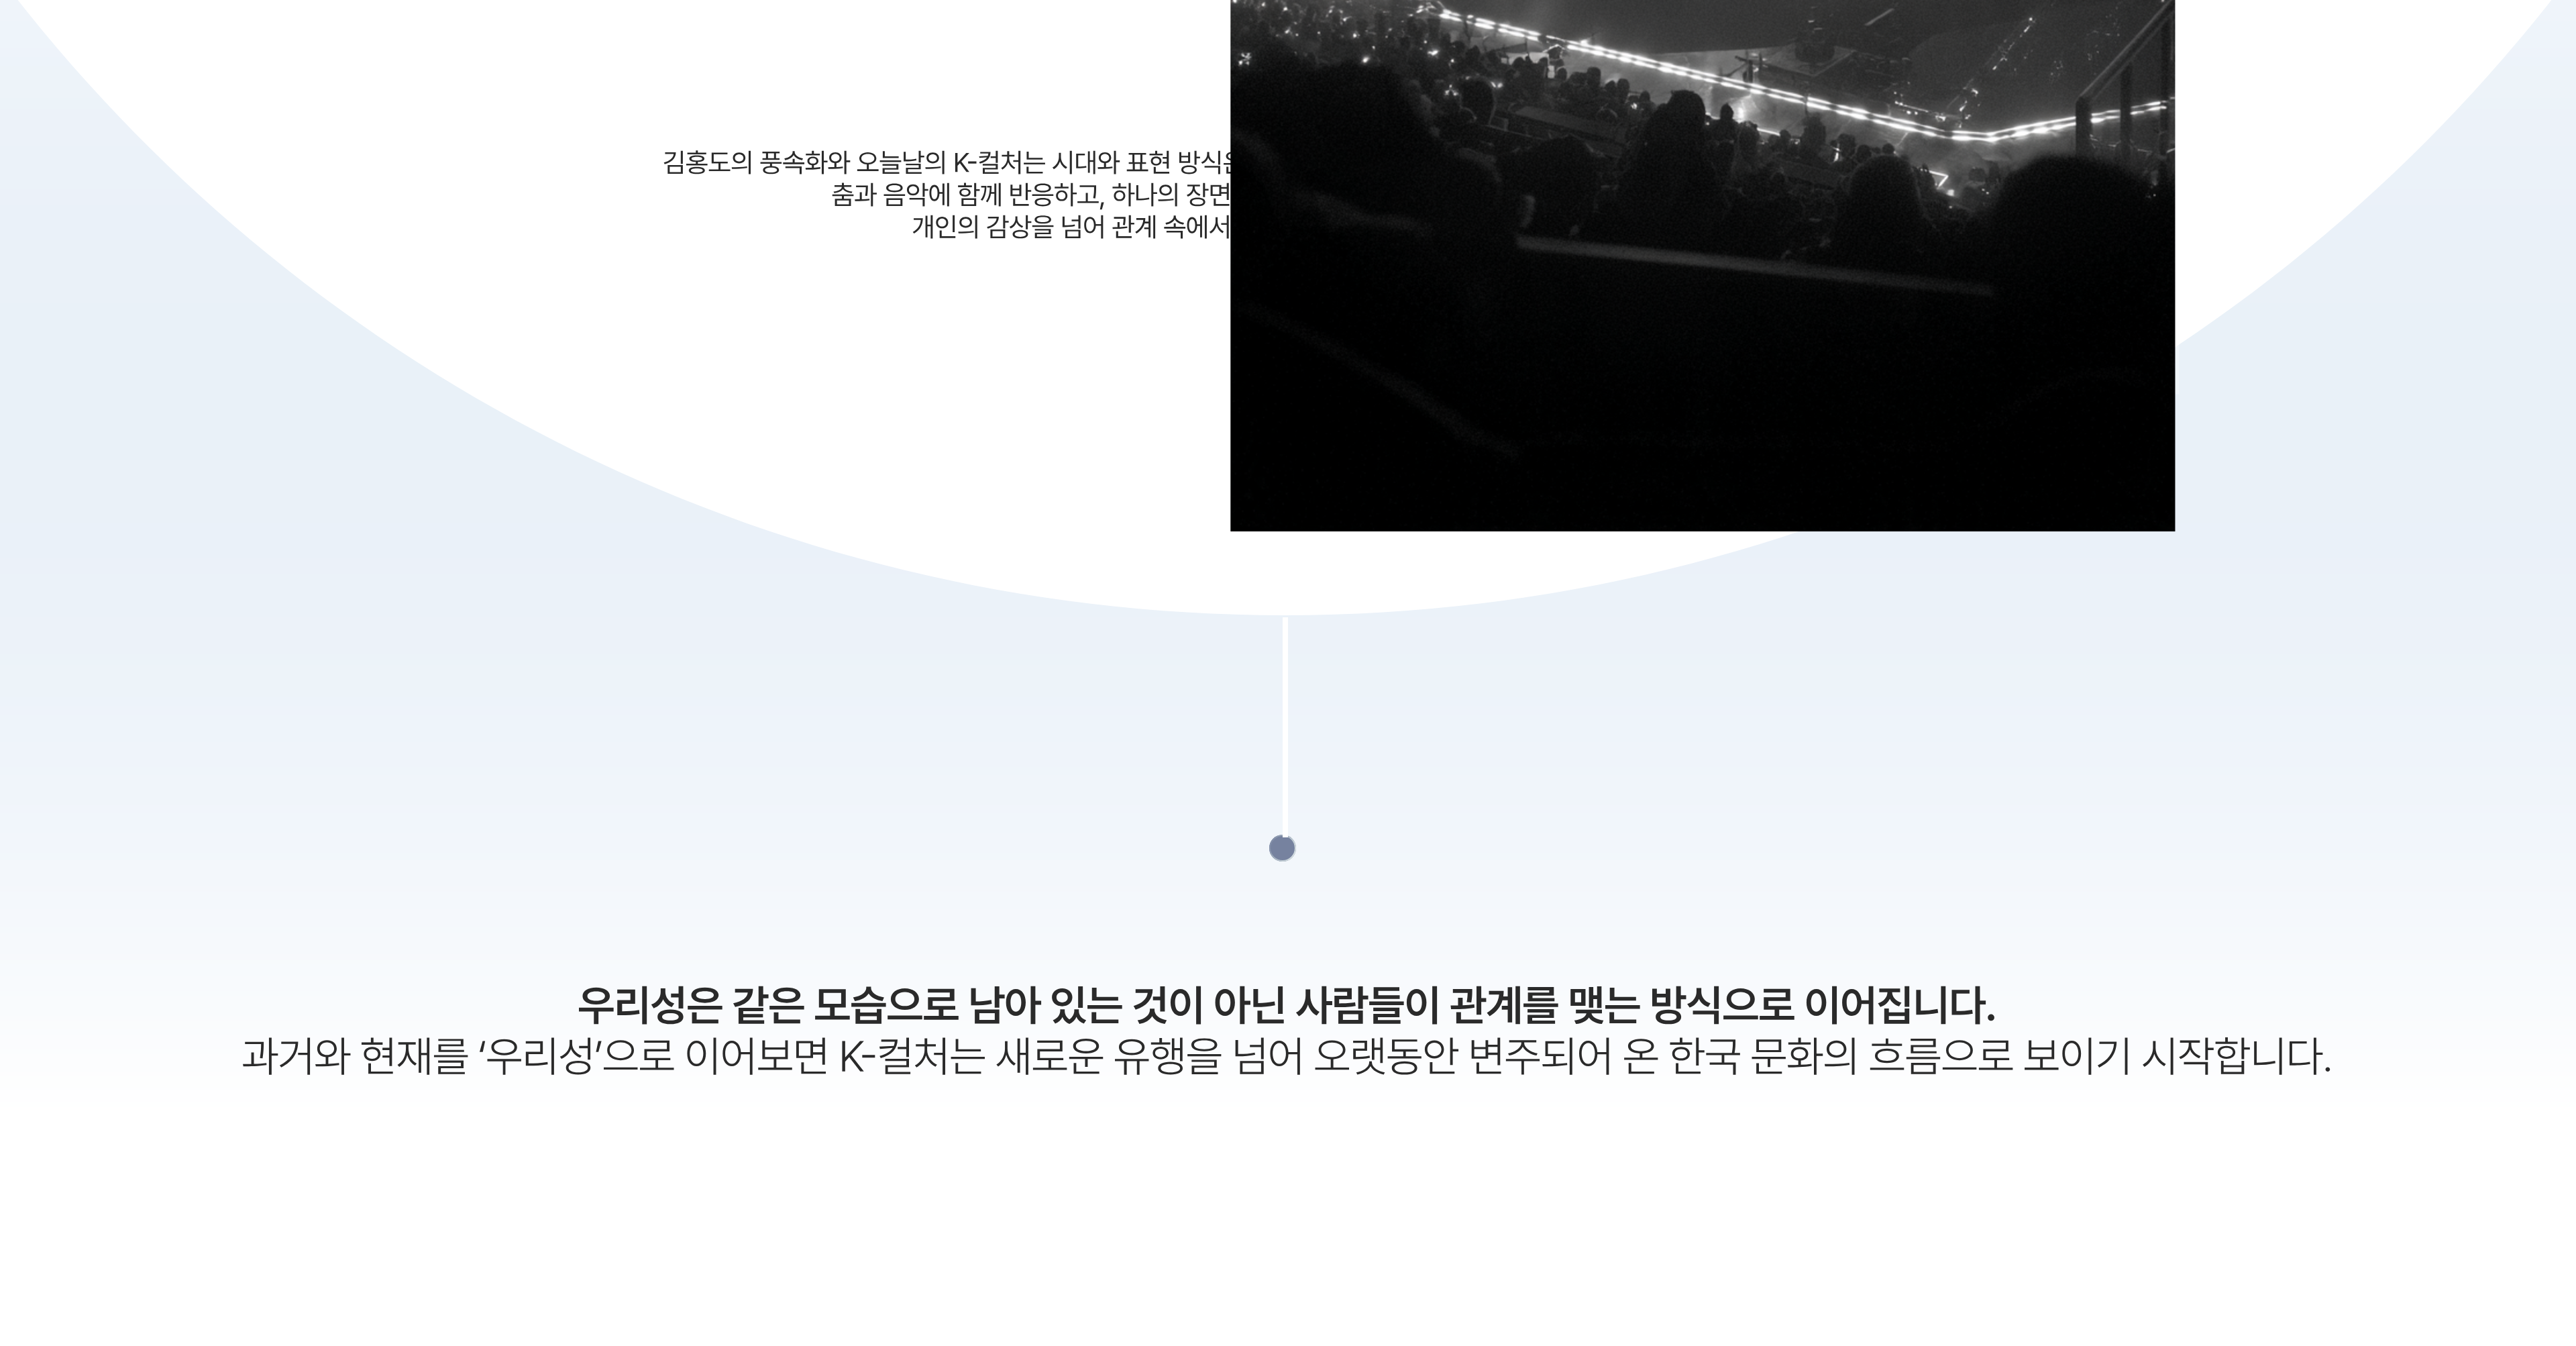 김홍도의 풍속화와 오늘날의 K-컬처는 시대와 표현 방식은
춤과 음악에 함께 반응하고, 하나의 장면
개인의 감상을 넘어 관계 속에서
우리성은 같은 모습으로 남아 있는 것이 아닌 사람들이 관계를 맺는 방식으로 이어집니다.
과거와 현재를 ‘우리성’으로 이어보면 K-컬처는 새로운 유행을 넘어 오랫동안 변주되어 온 한국 문화의 흐름으로 보이기 시작합니다.